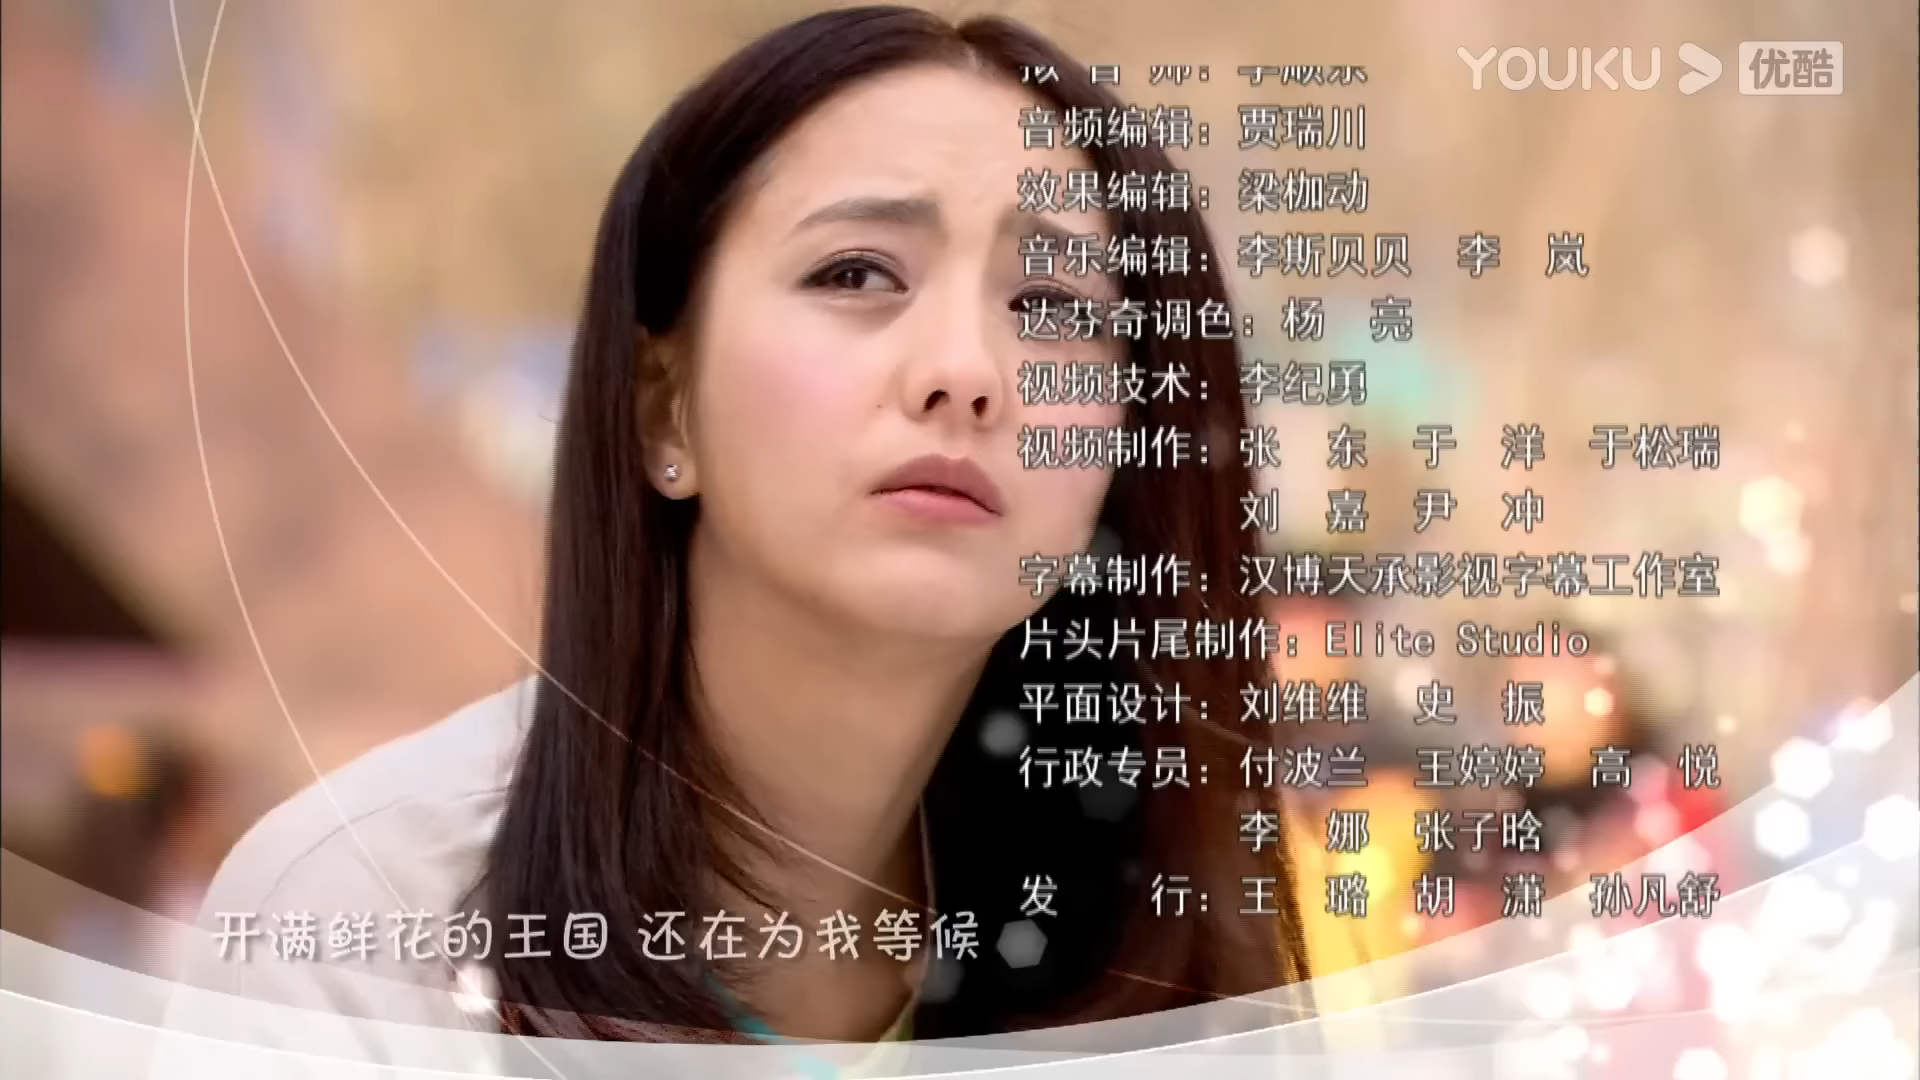 YOUKU 优酷
音频编辑：贾瑞川
效果编辑：梁枷动
音乐编辑：李斯贝贝 李 岚
达芬奇调色：杨 亮
视频技术：李纪勇
视频制作：张 东 于 洋 于松瑞
刘 嘉 尹 冲
字幕制作：汉博天承影视字幕工作室
片头片尾制作：Elite Studio
平面设计：刘维维 史 振
行政专员：付波兰 王婷婷 高 悦
李 娜 张子晗
发 行：王 璐 胡 潇 孙凡舒
开满鲜花的王国 还在为我等候